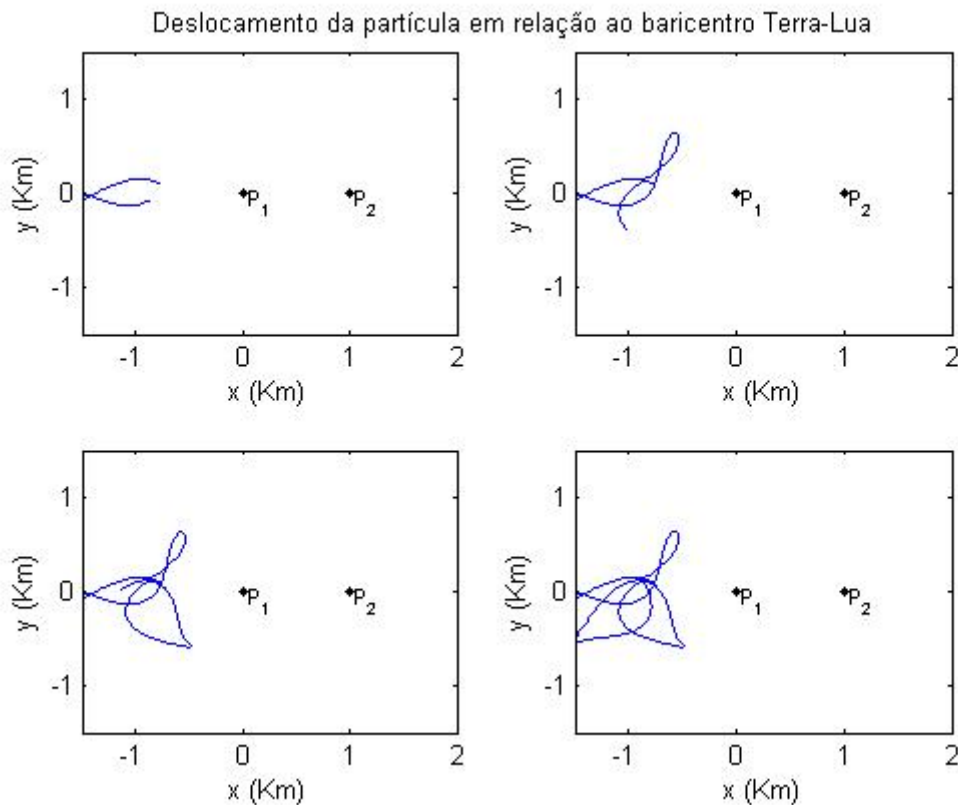 Deslocamento da partícula em relação ao baricentro Terra-Lua
1
0
-1
y (Km)
P1
P2
-1
0
1
2
x (Km)
1
0
-1
y (Km)
P1
P2
-1
0
1
2
x (Km)
1
0
-1
y (Km)
P1
P2
-1
0
1
2
x (Km)
1
0
-1
y (Km)
P1
P2
-1
0
1
2
x (Km)